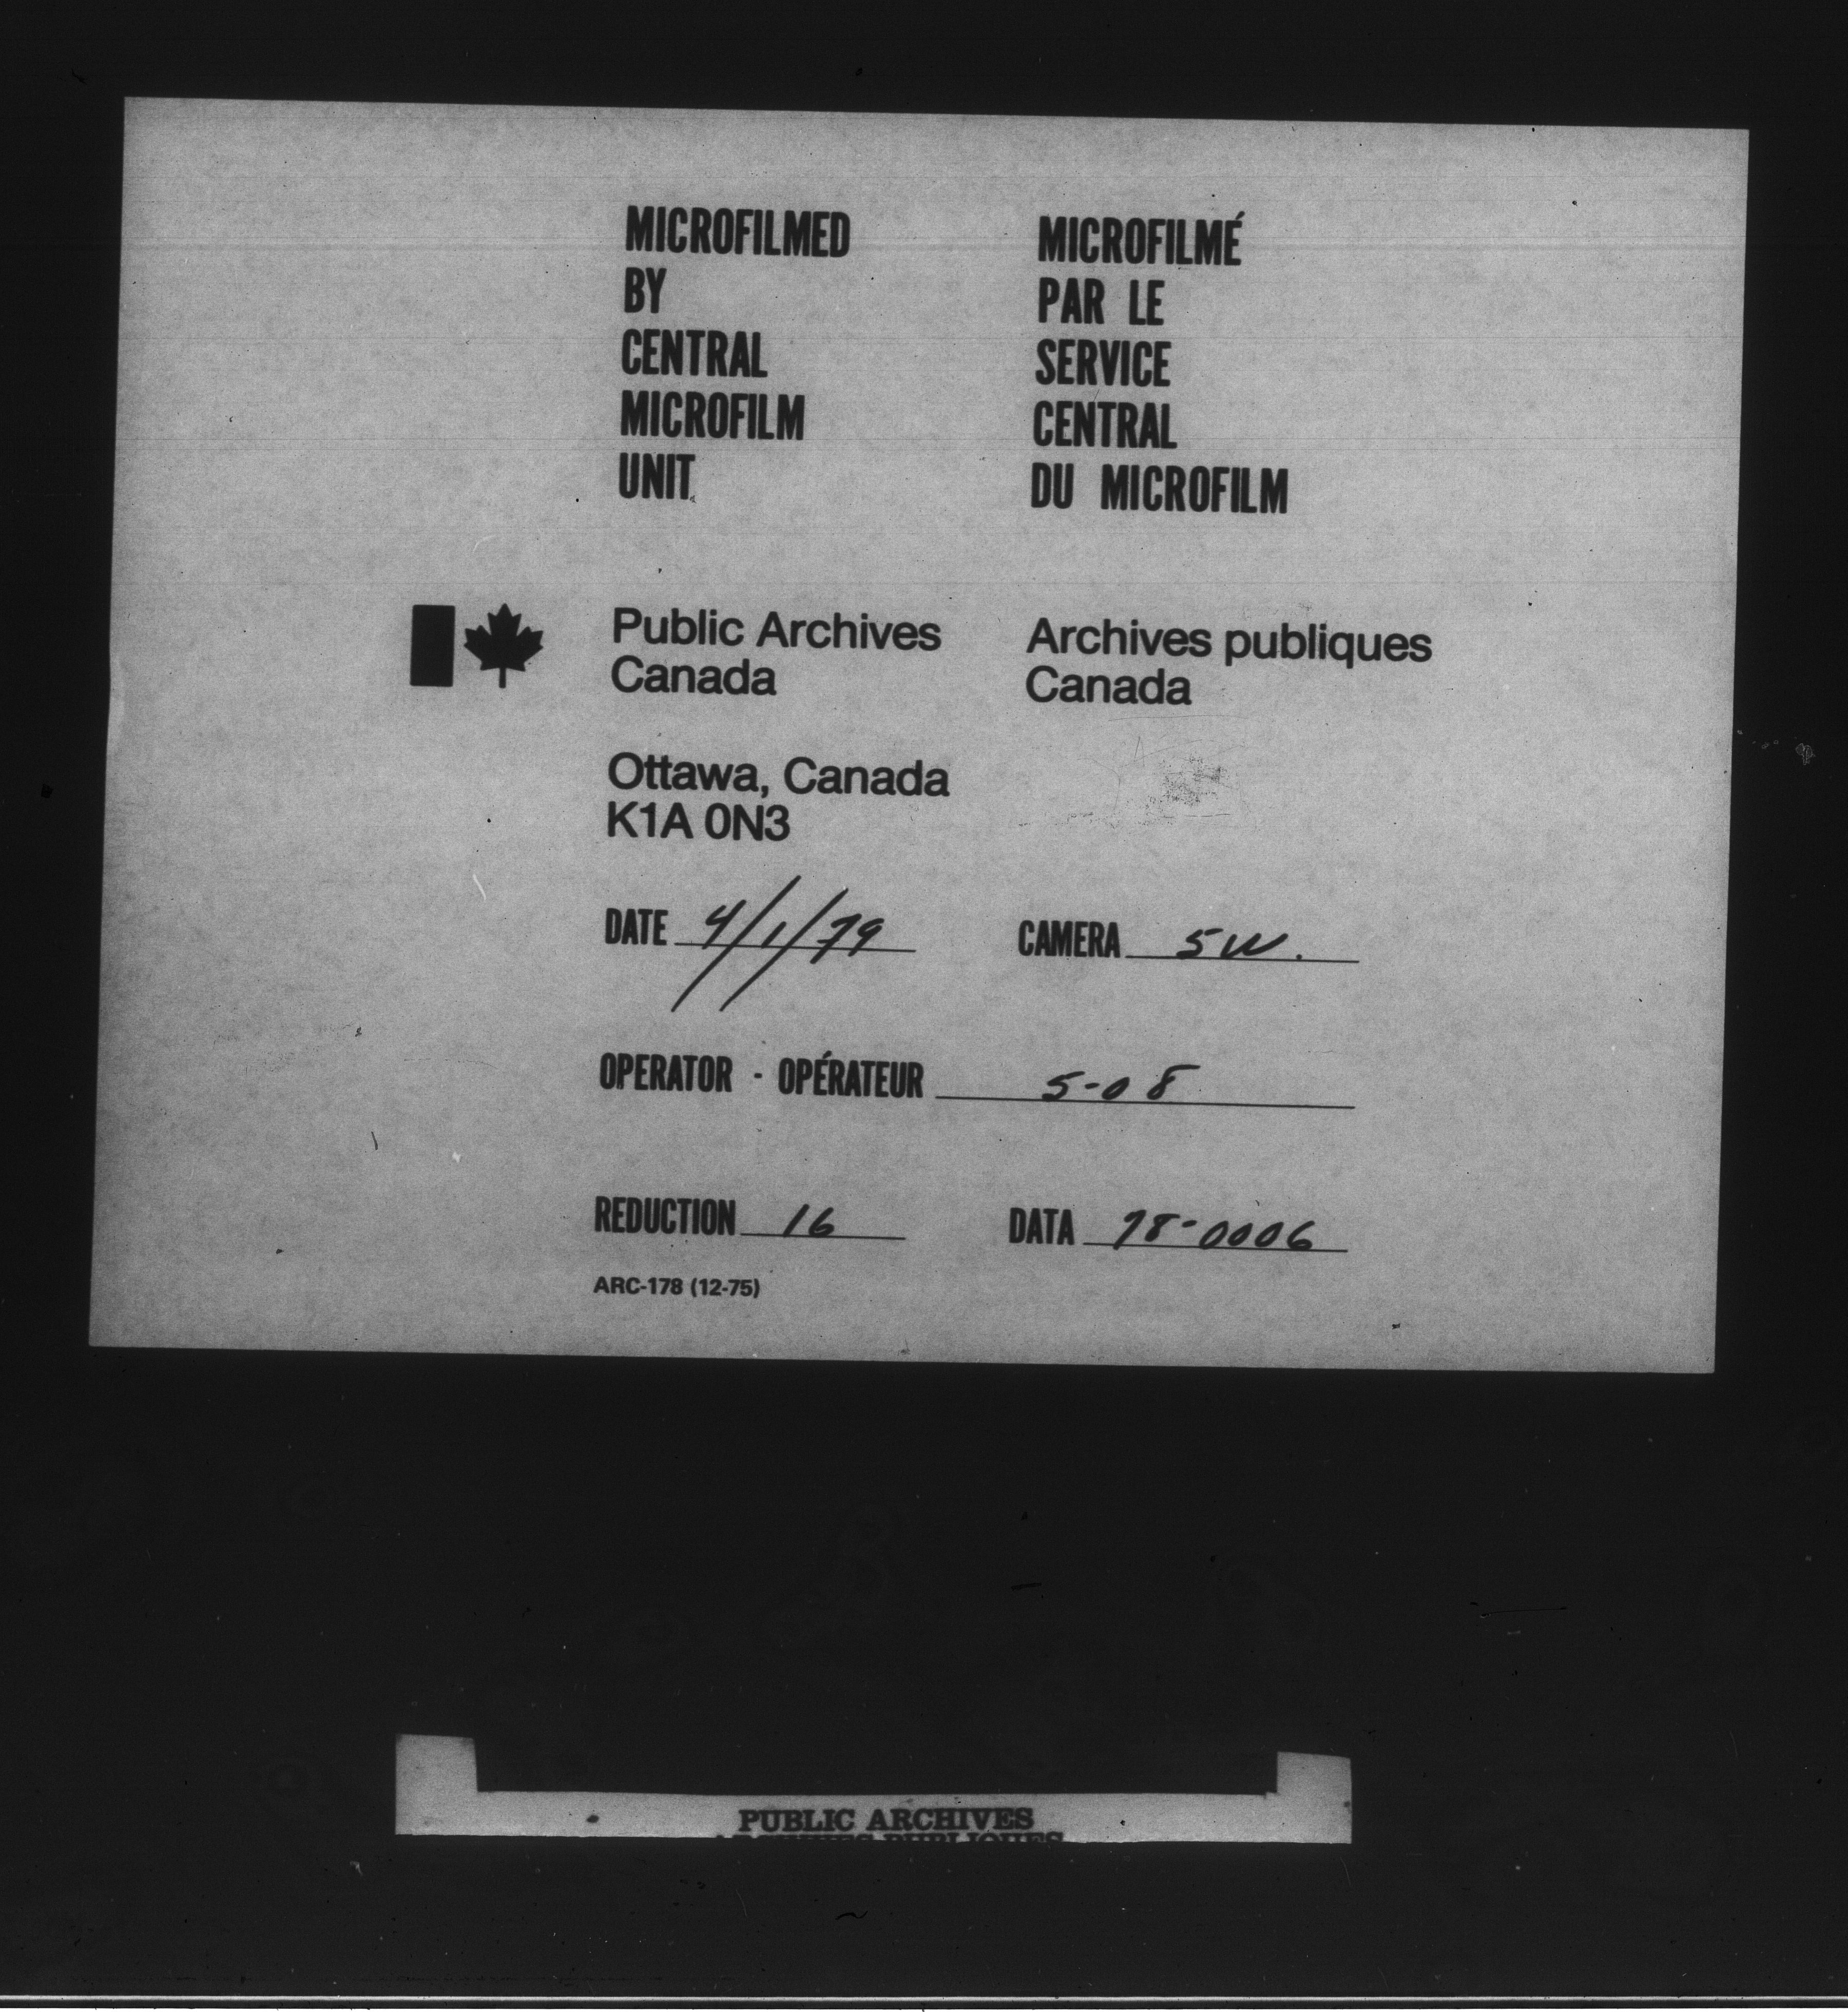 MICROFILMED
BY
CENTRAL
MICROFILM
UNIT
MICROFILMÉ
PAR LE
SERVICE
CENTRAL
DU MICROFILM
Public Archives
Canada
Archives publiques
Canada
Ottawa, Canada
K1A 0N3
DATE 4/1/79
CAMERA 5W.
OPERATOR - OPÉRATEUR 5-08
REDUCTION 16
DATA 78-0006
ARC-178 (12-75)
PUBLIC ARCHIVES
ARCHIVES PUBLIQUES